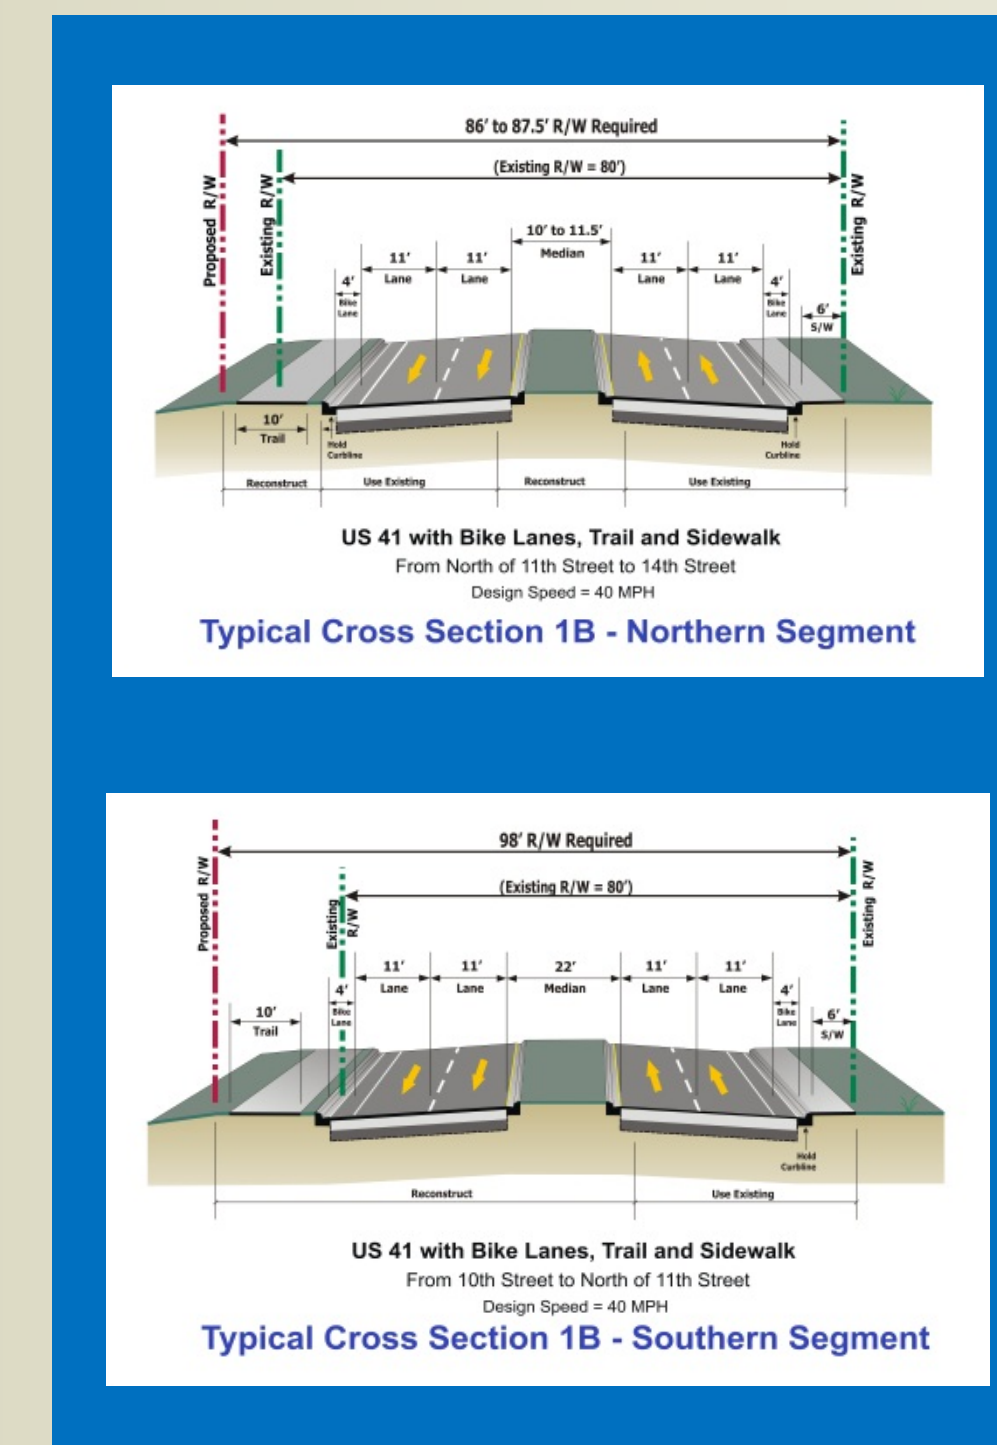 86' to 87.5' R/W Required
(Existing R/W = 80')
Proposed R/W
Existing R/W
Existing R/W
10' to 11.5'
Median
11'
Lane
11'
Lane
11'
Lane
11'
Lane
4'
Bike
Lane
4'
Bike
Lane
6'
S/W
10'
Trail
Hold
Curbline
Hold
Curbline
Reconstruct
Use Existing
Reconstruct
Use Existing
US 41 with Bike Lanes, Trail and Sidewalk
From North of 11th Street to 14th Street
Design Speed = 40 MPH
Typical Cross Section 1B - Northern Segment
98' R/W Required
(Existing R/W = 80')
Proposed R/W
Existing
R/W
Existing R/W
11'
Lane
11'
Lane
22'
Median
11'
Lane
11'
Lane
4'
Bike
Lane
4'
Bike
Lane
10'
Trail
6'
S/W
Hold
Curbline
Reconstruct
Use Existing
US 41 with Bike Lanes, Trail and Sidewalk
From 10th Street to North of 11th Street
Design Speed = 40 MPH
Typical Cross Section 1B - Southern Segment